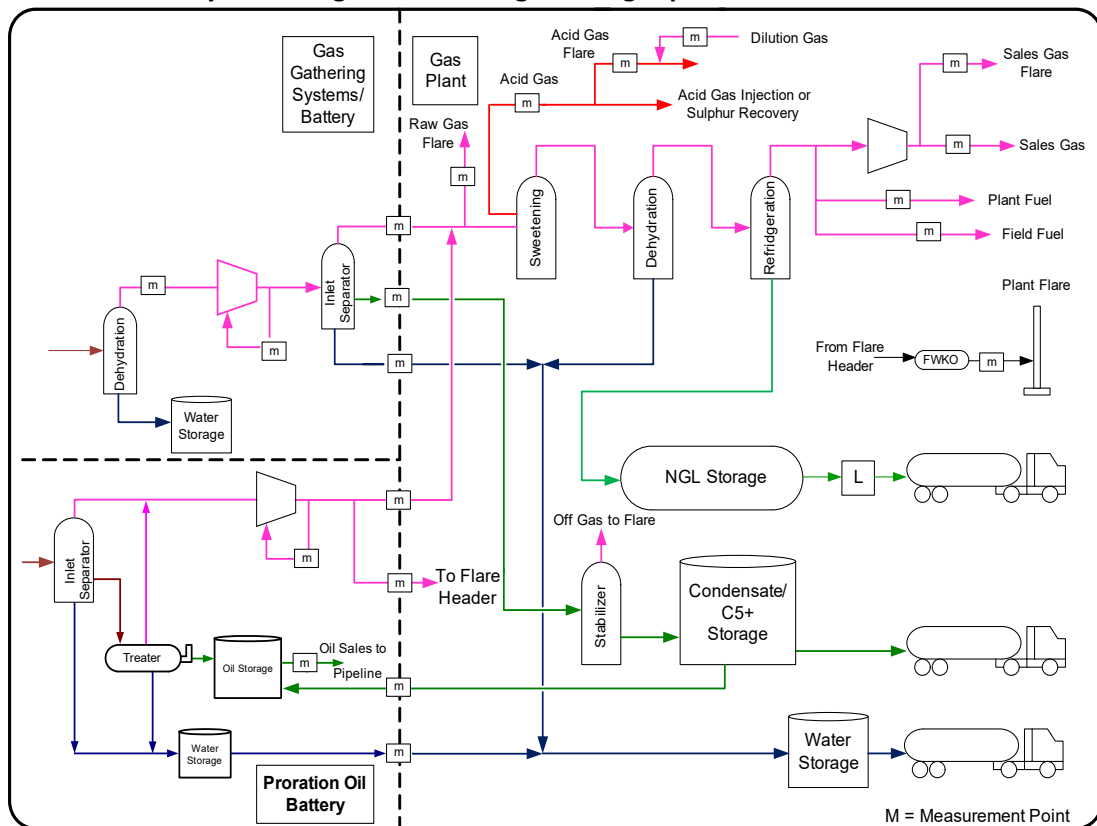 Gas
Gathering
Systems/
Battery
Gas
Plant
Acid Gas
Flare
m
m
Dilution Gas
Acid Gas
m
Acid Gas Injection or
Sulphur Recovery
Raw Gas
Flare
m
m
Sales Gas
Flare
m
Sales Gas
m
Plant Fuel
m
Field Fuel
Sweetening
Dehydration
Refridgeration
m
Inlet
Separator
m
m
m
m
Dehydration
Water
Storage
Plant Flare
From Flare
Header
FWKO
m
NGL Storage
L
Off Gas to Flare
Stabilizer
Condensate/
C5+
Storage
m
m
m
To Flare
Header
Inlet
Separator
Treater
Oil Storage
m
Oil Sales to
Pipeline
m
Water
Storage
m
Water
Storage
Proration Oil
Battery
M = Measurement Point